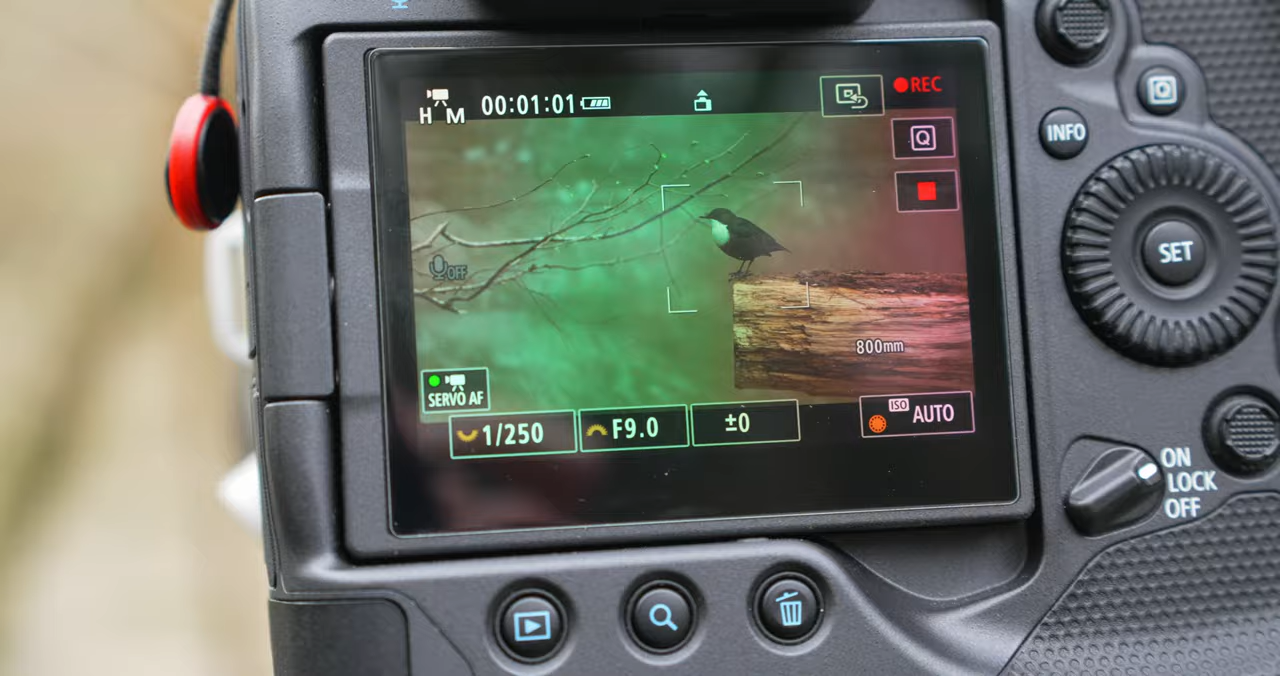 H M 00:01:01 REC
Q
INFO
SET
OFF
800mm
SERVO AF
1/250 F9.0 ±0 ISO AUTO
ON
LOCK
OFF